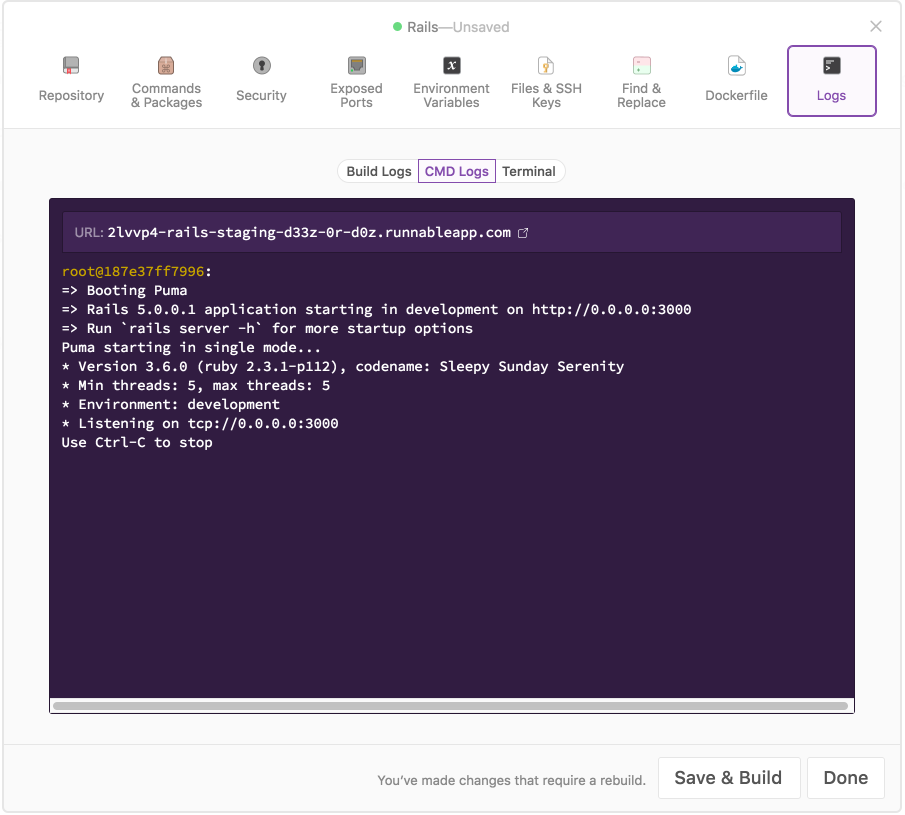 Rails—Unsaved
Repository
Commands
& Packages
Security
Exposed
Ports
Environment
Variables
Files & SSH
Keys
Find &
Replace
Dockerfile
Logs
Build Logs CMD Logs Terminal
URL: 2lvvp4-rails-staging-d33z-0r-d0z.runnableapp.com
root@187e37ff7996:
=> Booting Puma
=> Rails 5.0.0.1 application starting in development on http://0.0.0.0:3000
=> Run `rails server -h` for more startup options
Puma starting in single mode...
* Version 3.6.0 (ruby 2.3.1-p112), codename: Sleepy Sunday Serenity
* Min threads: 5, max threads: 5
* Environment: development
* Listening on tcp://0.0.0.0:3000
Use Ctrl-C to stop
You’ve made changes that require a rebuild. Save & Build Done